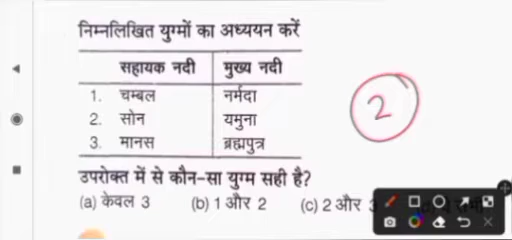 निम्नलिखित युग्मों का अध्ययन करें
सहायक नदी मुख्य नदी
1. चम्बल नर्मदा
2. सोन यमुना
3. मानस ब्रह्मपुत्र
2
उपरोक्त में से कौन-सा युग्म सही है?
(a) केवल 3 (b) 1 और 2 (c) 2 और 3